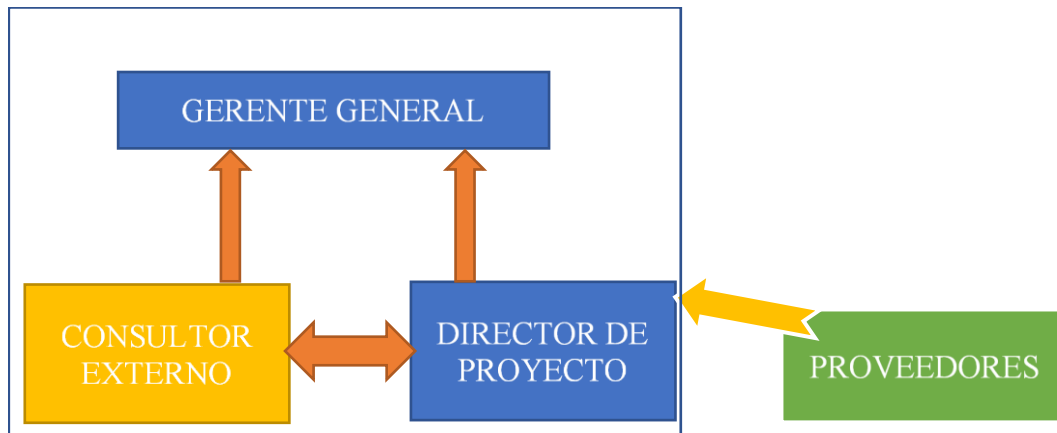 GERENTE GENERAL
CONSULTOR
EXTERNO
DIRECTOR DE
PROYECTO
PROVEEDORES